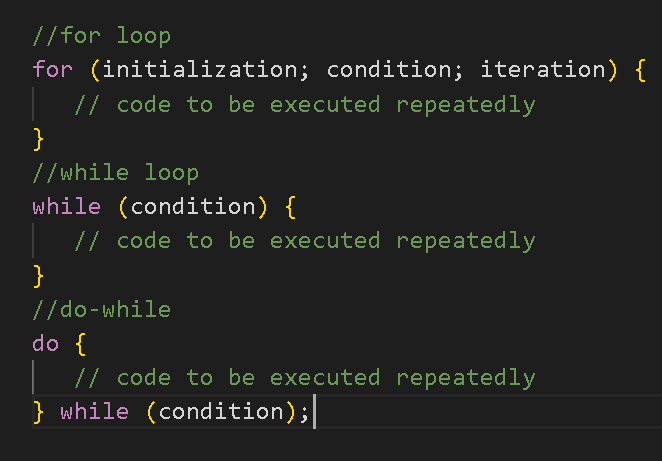 //for loop
for (initialization; condition; iteration) {
   // code to be executed repeatedly
}
//while loop
while (condition) {
   // code to be executed repeatedly
}
//do-while
do {
   // code to be executed repeatedly
} while (condition);